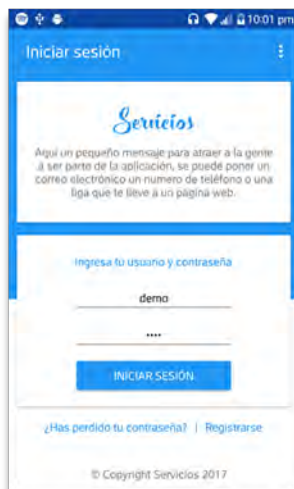 10:01 pm
Iniciar sesión
Servicios
Aquí un pequeño mensaje para atraer a la gente
a ser parte de la aplicación, se puede poner un
correo electrónico un numero de teléfono o una
liga que te lleve a un página web.
Ingresa tú usuario y contraseña
demo
....
INICIAR SESIÓN
¿Has perdido tu contraseña? | Registrarse
© Copyright Servicios 2017